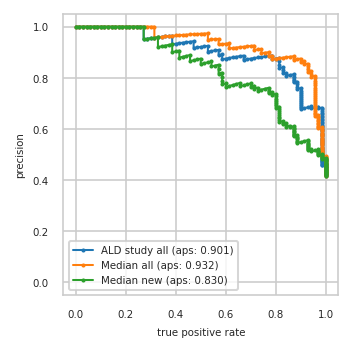 1.0
0.8
0.6
0.4
0.2
0.0
precision
ALD study all (aps: 0.901)
Median all (aps: 0.932)
Median new (aps: 0.830)
0.0 0.2 0.4 0.6 0.8 1.0
true positive rate